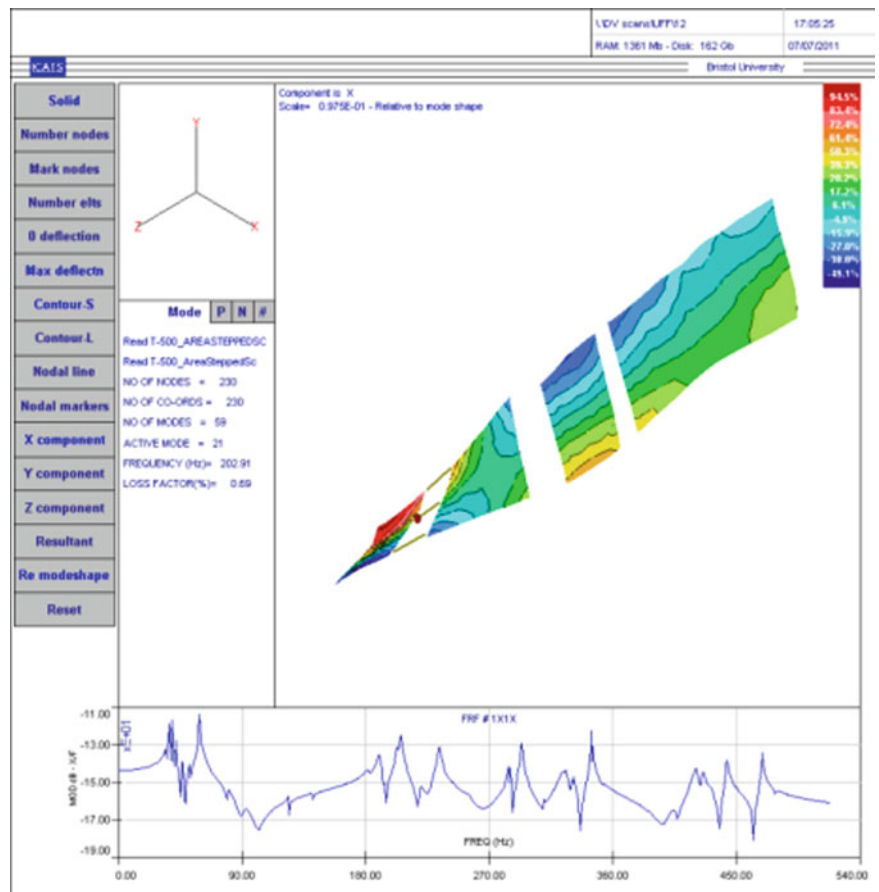 17:05:25
RAM: 1361 Mb - Disk: 162 Gb
07/07/2011
ICATS
Bristol University
Solid
Number nodes
Mark nodes
Number elts
0 deflection
Max deflectn
Contour-S
Contour-L
Nodal line
Nodal markers
X component
Y component
Z component
Resultant
Re modeshape
Reset
Y
Z
X
Mode P N #
Read T-500_AREASTEPPEDSC
Read T-500_AreaSteppedSc
NO OF NODES = 230
NO OF CO-ORDS = 230
NO OF MODES = 59
ACTIVE MODE = 21
FREQUENCY (Hz)= 202.91
LOSS FACTOR(%)= 0.69
Component is X
Scale= 0.975E-01 - Relative to mode shape
94.5%
83.4%
72.4%
61.4%
50.3%
39.3%
28.2%
17.2%
6.1%
-4.9%
-15.9%
-27.0%
-38.0%
-49.1%
FRF # 1X1X
xE+01
MOD dB - X/F
-11.00
-13.00
-15.00
-17.00
-19.00
FREQ (Hz)
0.00
90.00
180.00
270.00
360.00
450.00
540.00